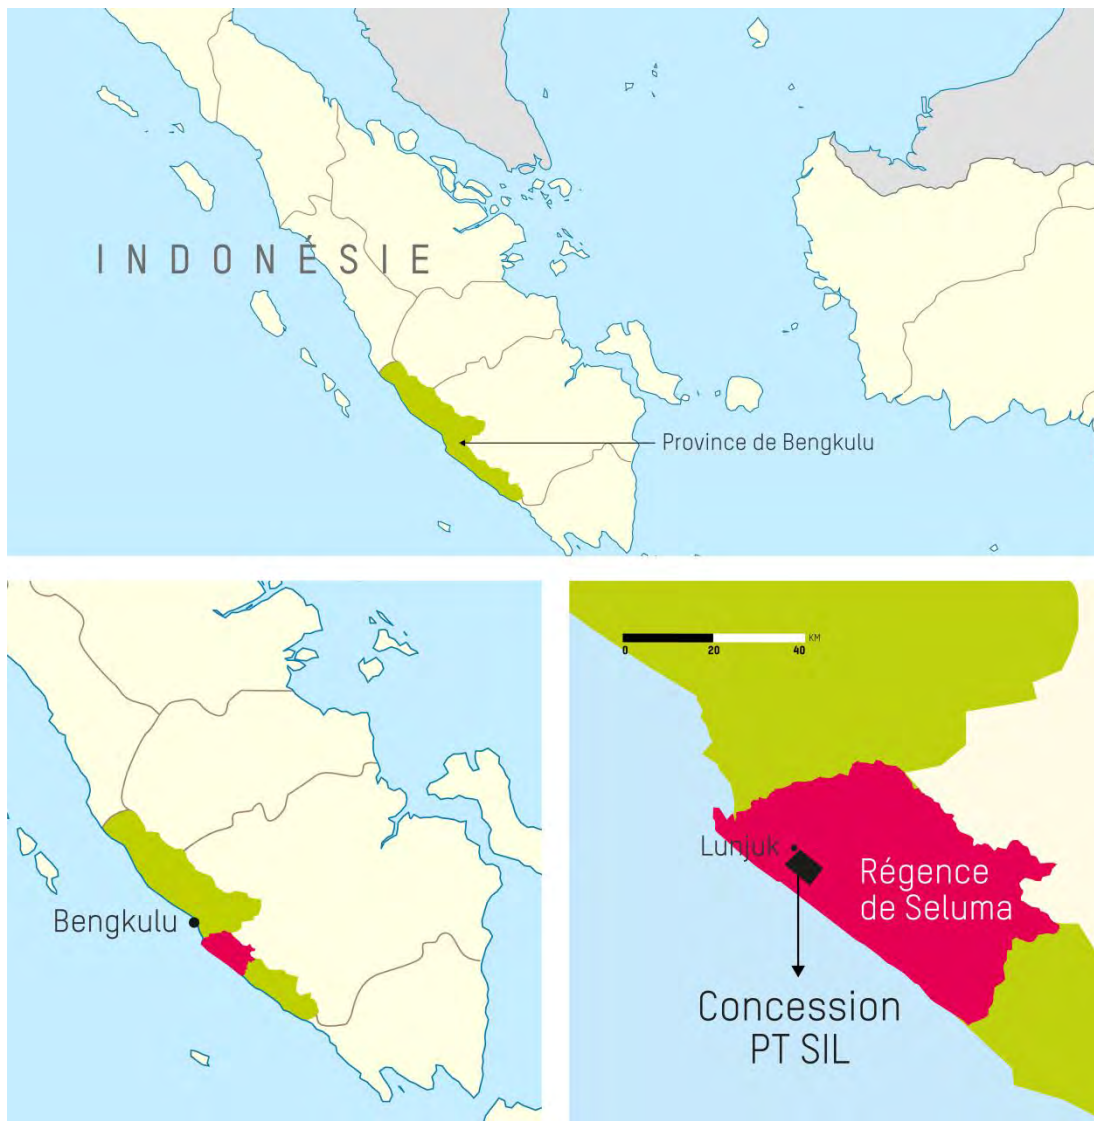 INDONÉSIE
Province de Bengkulu
Bengkulu
0 20 40 KM
Lunjuk
Régence
de Seluma
Concession
PT SIL